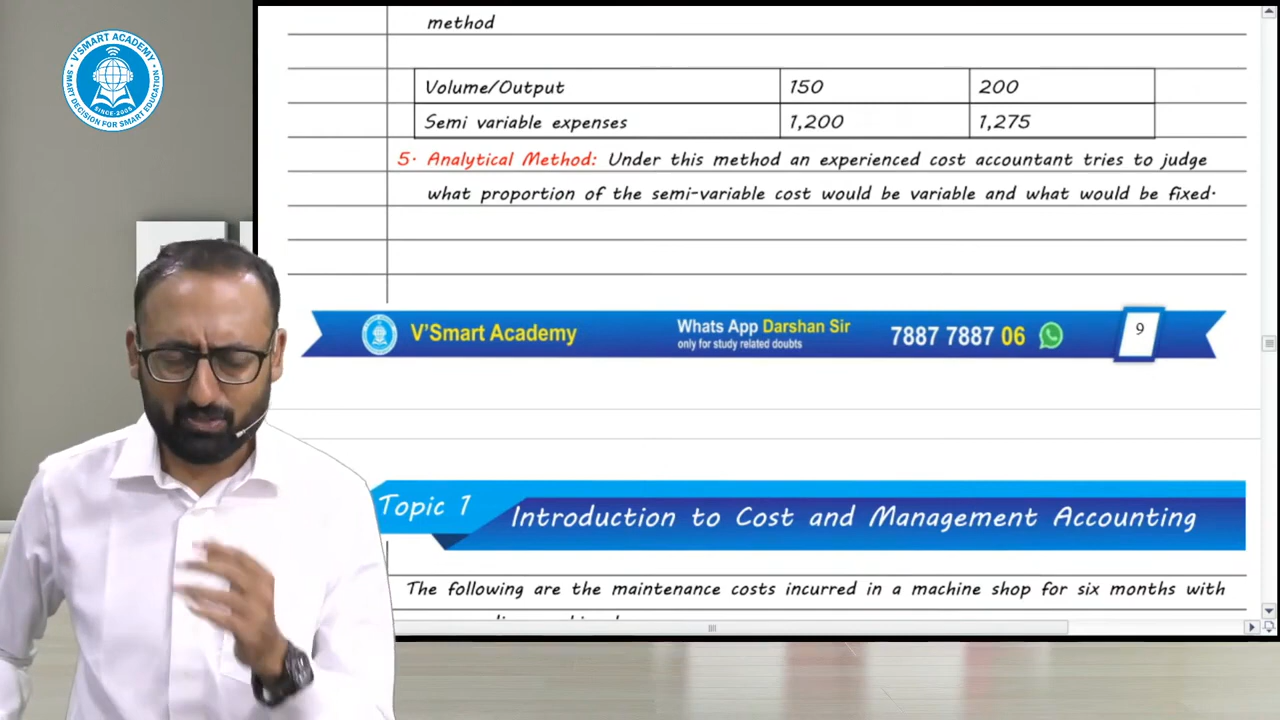 V'SMART ACADEMY
SINCE-2005
SMART DECISION FOR SMART EDUCATION
method
Volume/Output 150 200
Semi variable expenses 1,200 1,275
5. Analytical Method: Under this method an experienced cost accountant tries to judge
what proportion of the semi-variable cost would be variable and what would be fixed.
V'Smart Academy
Whats App Darshan Sir
only for study related doubts
7887 7887 06
9
Topic 1
Introduction to Cost and Management Accounting
The following are the maintenance costs incurred in a machine shop for six months with